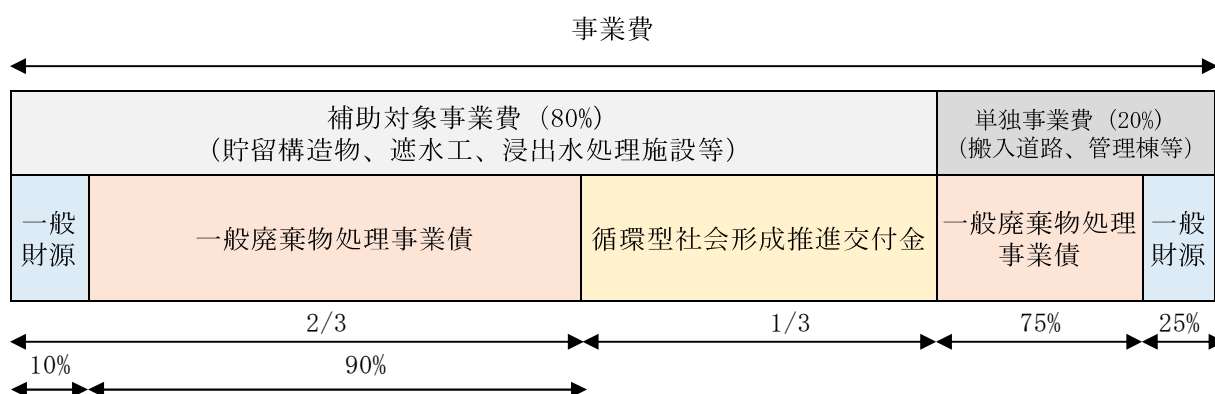 事業費
補助対象事業費（80%）
（貯留構造物、遮水工、浸出水処理施設等）
単独事業費（20%）
（搬入道路、管理棟等）
一般
財源
一般廃棄物処理事業債
循環型社会形成推進交付金
一般廃棄物処理
事業債
一般
財源
2/3
1/3
75%
25%
10%
90%